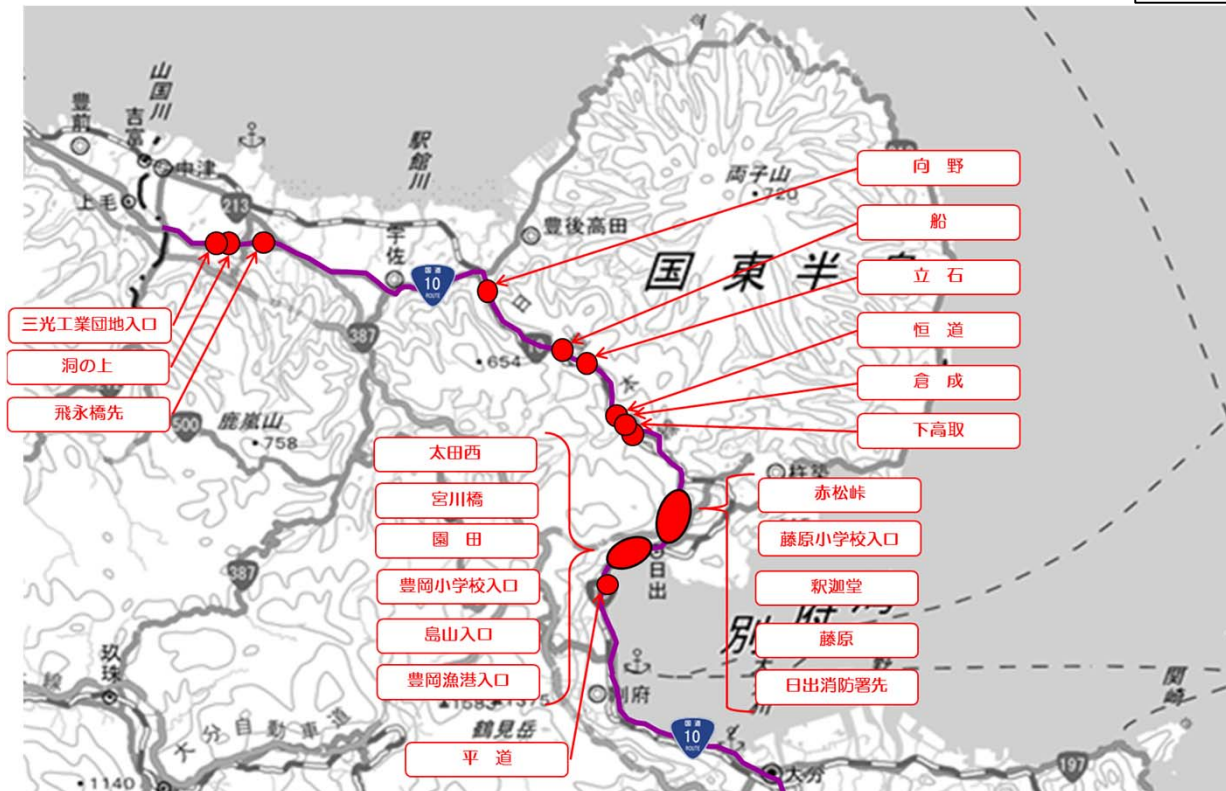 山国川
豊前
吉富
中津
上毛
213
駅館川
宇佐
豊後高田
両子山
720
国東半島
国道
10
ROUTE
387
654
500
鹿嵐山
758
杵築
日出
387
玖珠
別府
鶴見岳
大分自動車道
1140
大分
関崎
197
国道
10
ROUTE
三光工業団地入口
洞の上
飛永橋先
向 野
船
立 石
恒 道
倉 成
下高取
太田西
宮川橋
園 田
豊岡小学校入口
島山入口
豊岡漁港入口
平 道
赤松峠
藤原小学校入口
釈迦堂
藤原
日出消防署先